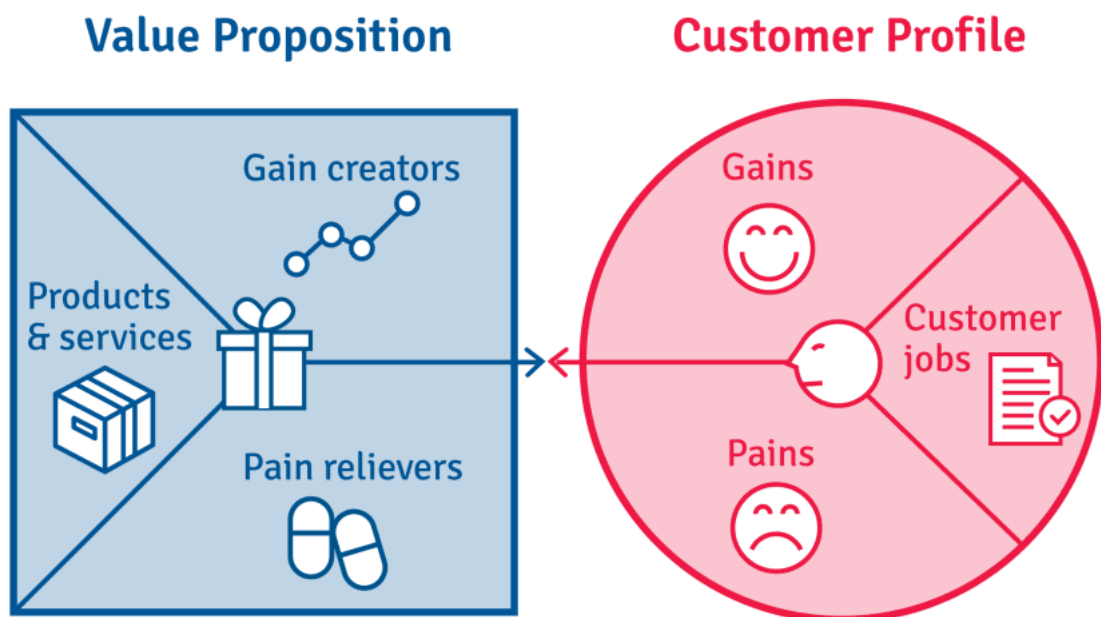 Value Proposition
Customer Profile
Gain creators
Products
& services
Pain relievers
Gains
Customer
jobs
Pains